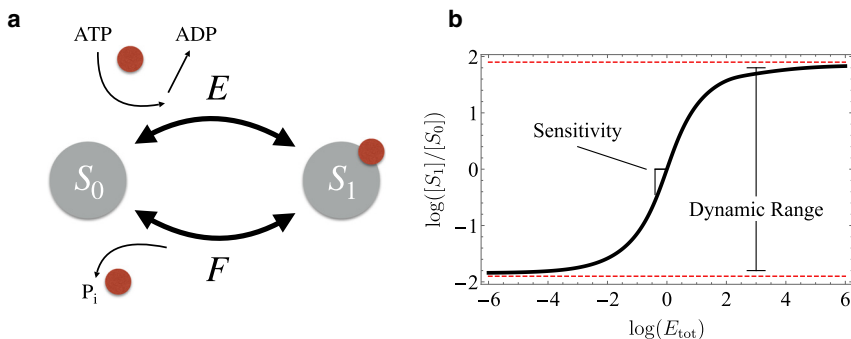 a
ATP
ADP
E
S₀
S₁
F
Pᵢ
b
log([S₁]/[S₀])
2
1
0
−1
−2
Sensitivity
Dynamic Range
−6 −4 −2 0 2 4 6
log(E_tot)